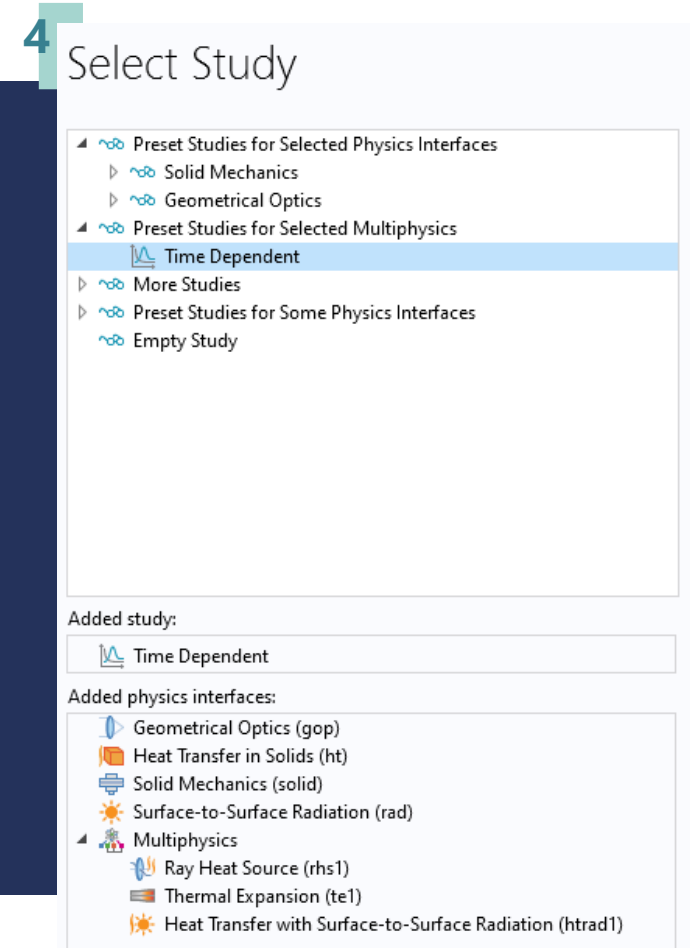 4
Select Study
Preset Studies for Selected Physics Interfaces
Solid Mechanics
Geometrical Optics
Preset Studies for Selected Multiphysics
Time Dependent
More Studies
Preset Studies for Some Physics Interfaces
Empty Study
Added study:
Time Dependent
Added physics interfaces:
Geometrical Optics (gop)
Heat Transfer in Solids (ht)
Solid Mechanics (solid)
Surface-to-Surface Radiation (rad)
Multiphysics
Ray Heat Source (rhs1)
Thermal Expansion (te1)
Heat Transfer with Surface-to-Surface Radiation (htrad1)